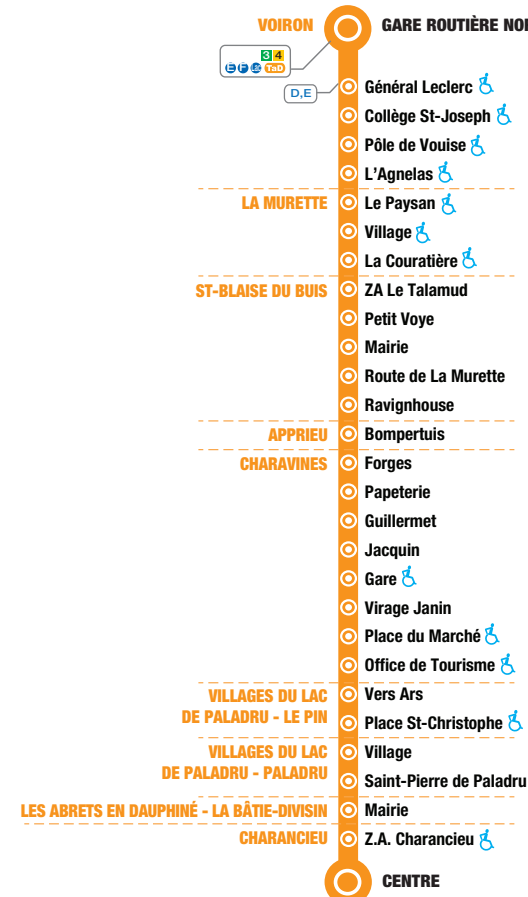 VOIRON GARE ROUTIÈRE NO
3 4
E F LAC TaD
D,E
Général Leclerc
Collège St-Joseph
Pôle de Vouise
L'Agnelas
LA MURETTE Le Paysan
Village
La Couratière
ST-BLAISE DU BUIS ZA Le Talamud
Petit Voye
Mairie
Route de La Murette
Ravignhouse
APPRIEU Bompertuis
CHARAVINES Forges
Papeterie
Guillermet
Jacquin
Gare
Virage Janin
Place du Marché
Office de Tourisme
VILLAGES DU LAC Vers Ars
DE PALADRU - LE PIN Place St-Christophe
VILLAGES DU LAC Village
DE PALADRU - PALADRU Saint-Pierre de Paladru
LES ABRETS EN DAUPHINÉ - LA BÂTIE-DIVISIN Mairie
CHARANCIEU Z.A. Charancieu
CENTRE